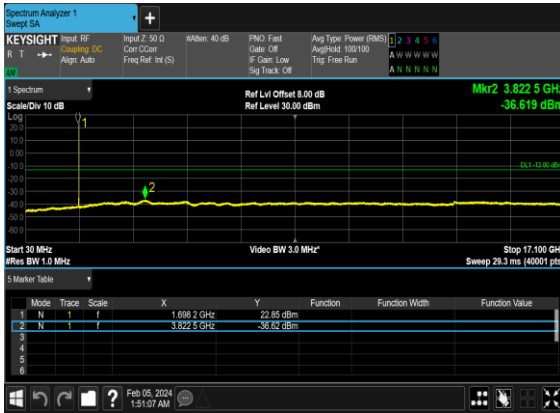 Spectrum Analyzer 1
Swept SA
+
KEYSIGHT
R T
Input: RF
Coupling: DC
Align: Auto
Input Z: 50 Ω
Corr CCorr
Freq Ref: Int (S)
#Atten: 40 dB
PNO: Fast
Gate: Off
IF Gain: Low
Sig Track: Off
Avg Type: Power (RMS)
Avg|Hold: 100/100
Trig: Free Run
1 2 3 4 5 6
A W W W W W
A N N N N N
1 Spectrum
Scale/Div 10 dB
Ref Lvl Offset 8.00 dB
Ref Level 30.00 dBm
Mkr2 3.822 5 GHz
-36.619 dBm
Log
20.0
10.0
0.00
-10.0
-20.0
-30.0
-40.0
-50.0
-60.0
1
2
DL1 -13.00 dBm
Start 30 MHz
#Res BW 1.0 MHz
Video BW 3.0 MHz*
Stop 17.100 GHz
Sweep 29.3 ms (40001 pts)
5 Marker Table
Mode Trace Scale X Y Function Function Width Function Value
1 N 1 f 1.698 2 GHz 22.85 dBm
2 N 1 f 3.822 5 GHz -36.62 dBm
3
4
5
6
?
Feb 05, 2024
1:51:07 AM